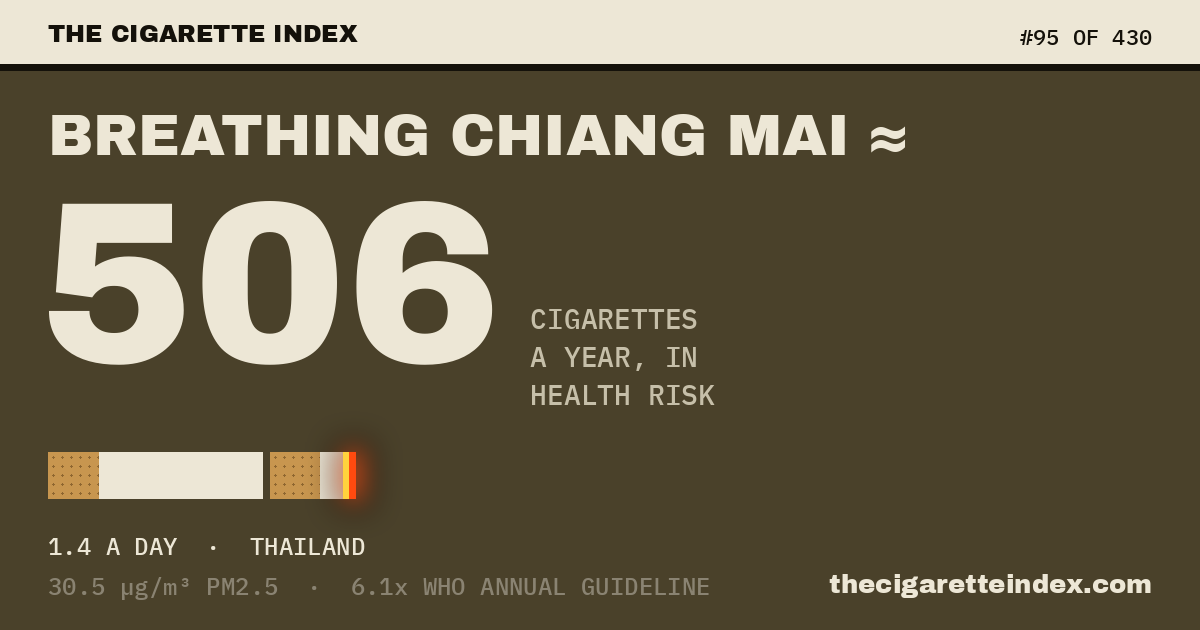 THE CIGARETTE INDEX
#95 OF 430
BREATHING CHIANG MAI ≈
506
CIGARETTES
A YEAR, IN
HEALTH RISK
1.4 A DAY · THAILAND
30.5 µg/m³ PM2.5 · 6.1x WHO ANNUAL GUIDELINE
thecigaretteindex.com